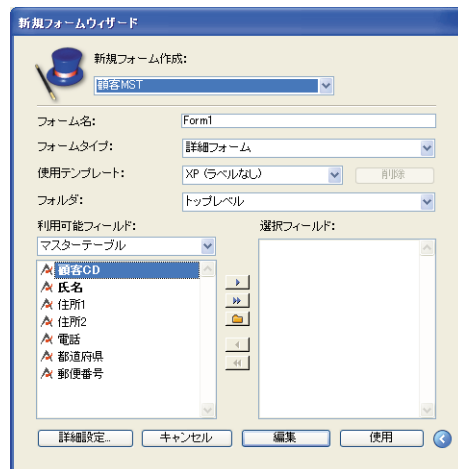 新規フォームウィザード
新規フォーム作成:
顧客MST
フォーム名: Form1
フォームタイプ: 詳細フォーム
使用テンプレート: XP (ラベルなし) 削除
フォルダ: トップレベル
利用可能フィールド: 選択フィールド:
マスターテーブル
顧客CD
氏名
住所1
住所2
電話
都道府県
郵便番号
詳細設定... キャンセル 編集 使用